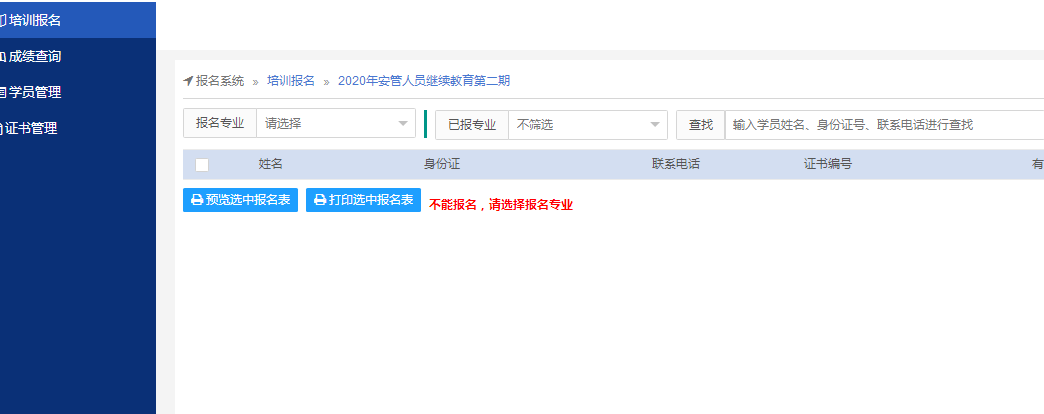 培训报名
成绩查询
学员管理
证书管理
报名系统 » 培训报名 » 2020年安管人员继续教育第二期
报名专业 请选择 已报专业 不筛选 查找 输入学员姓名、身份证号、联系电话进行查找
姓名 身份证 联系电话 证书编号 有
预览选中报名表 打印选中报名表 不能报名，请选择报名专业